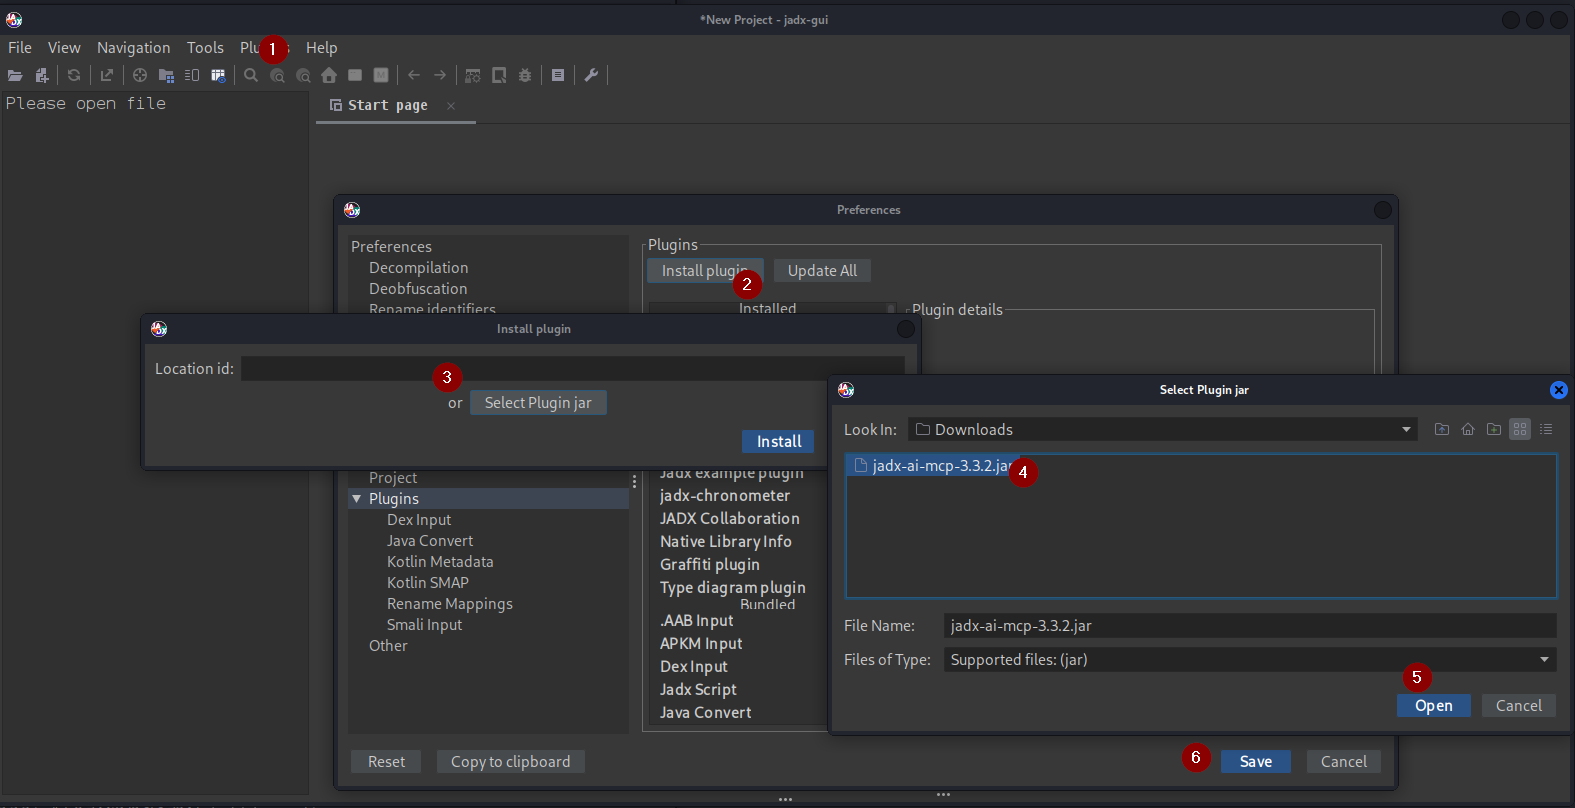 *New Project - jadx-gui
File View Navigation Tools 1 Help
Please open file
Start page
Preferences
Preferences
Decompilation
Deobfuscation
Rename identifiers
Plugins
Install plugin Update All
2
Installed
Plugin details
Install plugin
Location id:
3
or Select Plugin jar
Install
Project
Plugins
Dex Input
Java Convert
Kotlin Metadata
Kotlin SMAP
Rename Mappings
Smali Input
Other
Jadx example plugin
jadx-chronometer
JADX Collaboration
Native Library Info
Graffiti plugin
Type diagram plugin
Bundled
.AAB Input
APKM Input
Dex Input
Jadx Script
Java Convert
Select Plugin jar
Look In: Downloads
jadx-ai-mcp-3.3.2.jar
4
File Name: jadx-ai-mcp-3.3.2.jar
Files of Type: Supported files: (jar)
5
Open Cancel
Reset Copy to clipboard
6 Save Cancel